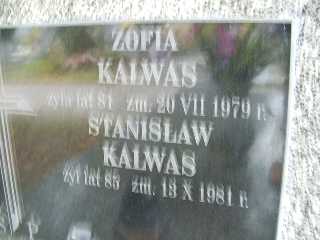 ZOFIA
KALWAS
żyła lat 81 zm. 20 VII 1979 r.
STANISŁAW
KALWAS
żył lat 85 zm. 13 X 1981 r.